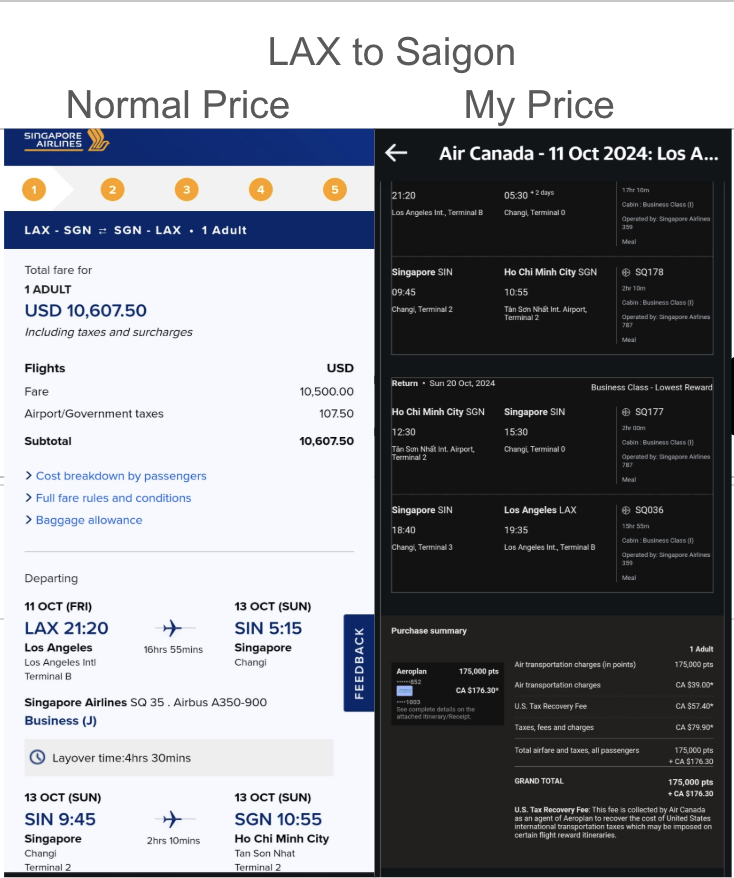 LAX to Saigon
Normal Price
My Price
SINGAPORE
AIRLINES
1 2 3 4 5
LAX - SGN ⇌ SGN - LAX • 1 Adult
Total fare for
1 ADULT
USD 10,607.50
Including taxes and surcharges
Flights USD
Fare 10,500.00
Airport/Government taxes 107.50
Subtotal 10,607.50
> Cost breakdown by passengers
> Full fare rules and conditions
> Baggage allowance
Departing
11 OCT (FRI) 13 OCT (SUN)
LAX 21:20 SIN 5:15
Los Angeles 16hrs 55mins Singapore
Los Angeles Intl Changi
Terminal B
Singapore Airlines SQ 35 . Airbus A350-900
Business (J)
Layover time:4hrs 30mins
13 OCT (SUN) 13 OCT (SUN)
SIN 9:45 SGN 10:55
Singapore 2hrs 10mins Ho Chi Minh City
Changi Tan Son Nhat
Terminal 2 Terminal 2
FEEDBACK
← Air Canada - 11 Oct 2024: Los A...
21:20 05:30 + 2 days 17hr 10m
Los Angeles Int., Terminal B Changi, Terminal 0 Cabin : Business Class (I)
Operated by: Singapore Airlines
359
Meal
Singapore SIN Ho Chi Minh City SGN SQ178
09:45 10:55 2hr 10m
Changi, Terminal 2 Tân Sơn Nhất Int. Airport, Cabin : Business Class (I)
Terminal 2 Operated by: Singapore Airlines
787
Meal
Return • Sun 20 Oct, 2024 Business Class - Lowest Reward
Ho Chi Minh City SGN Singapore SIN SQ177
12:30 15:30 2hr 00m
Tân Sơn Nhất Int. Airport, Changi, Terminal 0 Cabin : Business Class (I)
Terminal 2 Operated by: Singapore Airlines
787
Meal
Singapore SIN Los Angeles LAX SQ036
18:40 19:35 15hr 55m
Changi, Terminal 3 Los Angeles Int., Terminal B Cabin : Business Class (I)
Operated by: Singapore Airlines
359
Meal
Purchase summary
1 Adult
Aeroplan 175,000 pts
······852
CA $176.30*
····1003
See complete details on the
attached Itinerary/Receipt.
Air transportation charges (in points) 175,000 pts
Air transportation charges CA $39.00*
U.S. Tax Recovery Fee CA $57.40*
Taxes, fees and charges CA $79.90*
Total airfare and taxes, all passengers 175,000 pts
+ CA $176.30
GRAND TOTAL 175,000 pts
+ CA $176.30
U.S. Tax Recovery Fee: This fee is collected by Air Canada
as an agent of Aeroplan to recover the cost of United States
international transportation taxes which may be imposed on
certain flight reward itineraries.